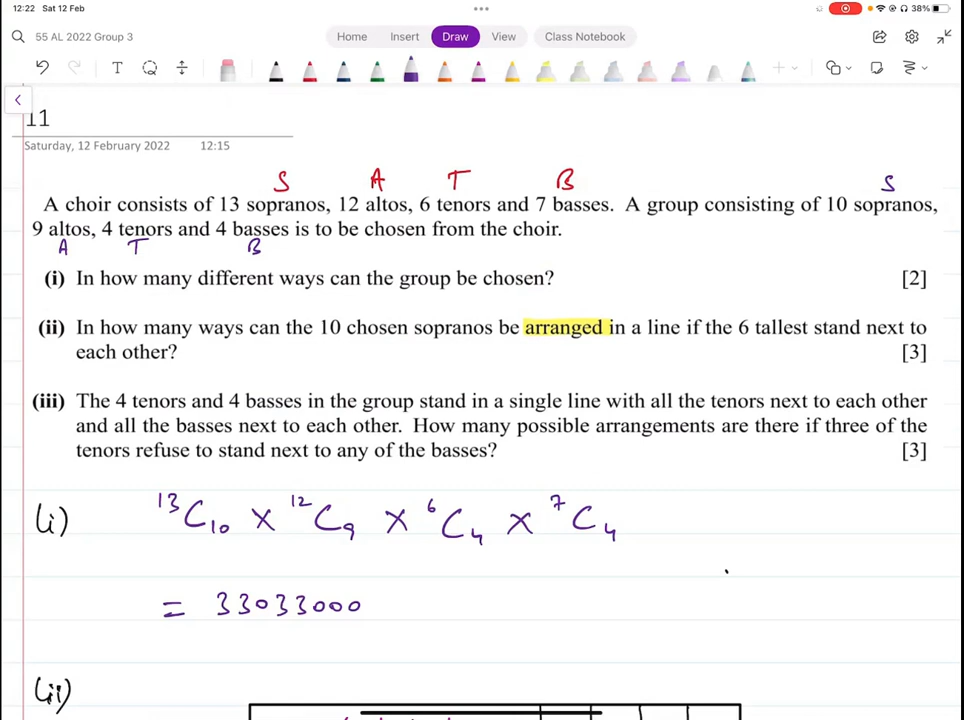 12:22 Sat 12 Feb
38%
55 AL 2022 Group 3
Home Insert Draw View Class Notebook
11
Saturday, 12 February 2022 12:15
S A T B S
A choir consists of 13 sopranos, 12 altos, 6 tenors and 7 basses. A group consisting of 10 sopranos,
9 altos, 4 tenors and 4 basses is to be chosen from the choir.
A T B
(i) In how many different ways can the group be chosen? [2]
(ii) In how many ways can the 10 chosen sopranos be arranged in a line if the 6 tallest stand next to
each other? [3]
(iii) The 4 tenors and 4 basses in the group stand in a single line with all the tenors next to each other
and all the basses next to each other. How many possible arrangements are there if three of the
tenors refuse to stand next to any of the basses? [3]
(i) ¹³C₁₀ × ¹²C₉ × ⁶C₄ × ⁷C₄
= 33033000
(ii)